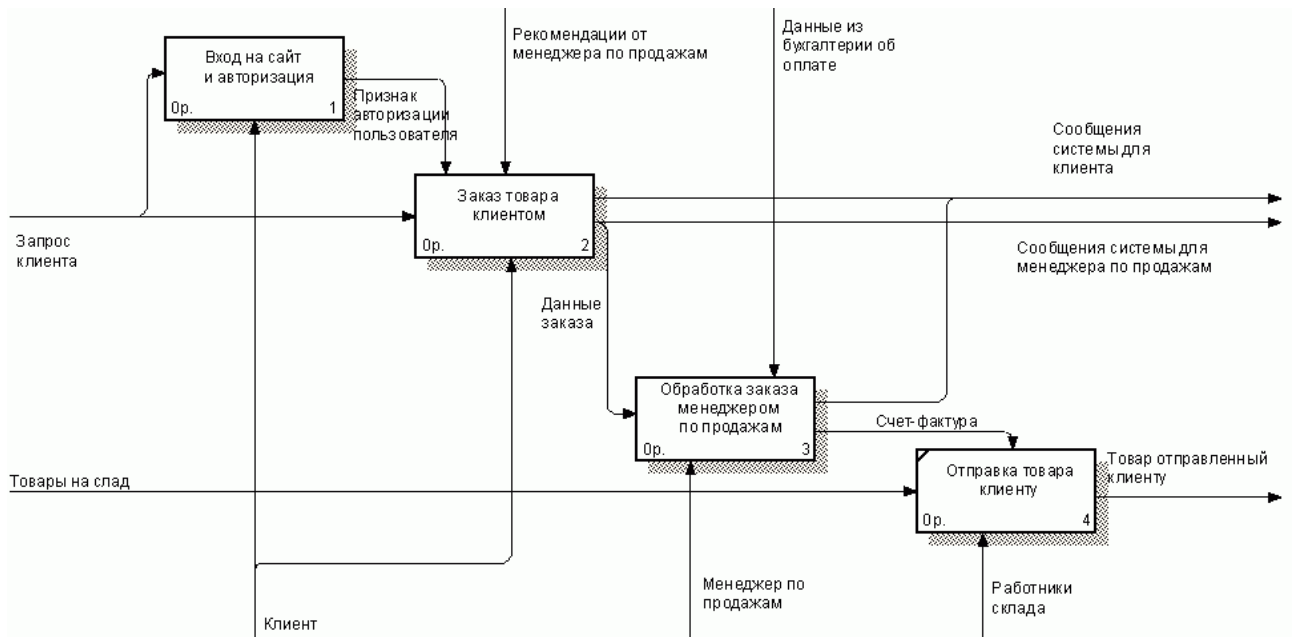 Рекомендации от
менеджера по продажам
Данные из
бухгалтерии об
оплате
Вход на сайт
и авторизация
0р. 1
Признак
авторизации
пользователя
Сообщения
системы для
клиента
Заказ товара
клиентом
0р. 2
Запрос
клиента
Сообщения системы для
менеджера по продажам
Данные
заказа
Обработка заказа
менеджером
по продажам
0р. 3
Счет-фактура
Товары на слад
Отправка товара
клиенту
0р. 4
Товар отправленный
клиенту
Менеджер по
продажам
Работники
склада
Клиент